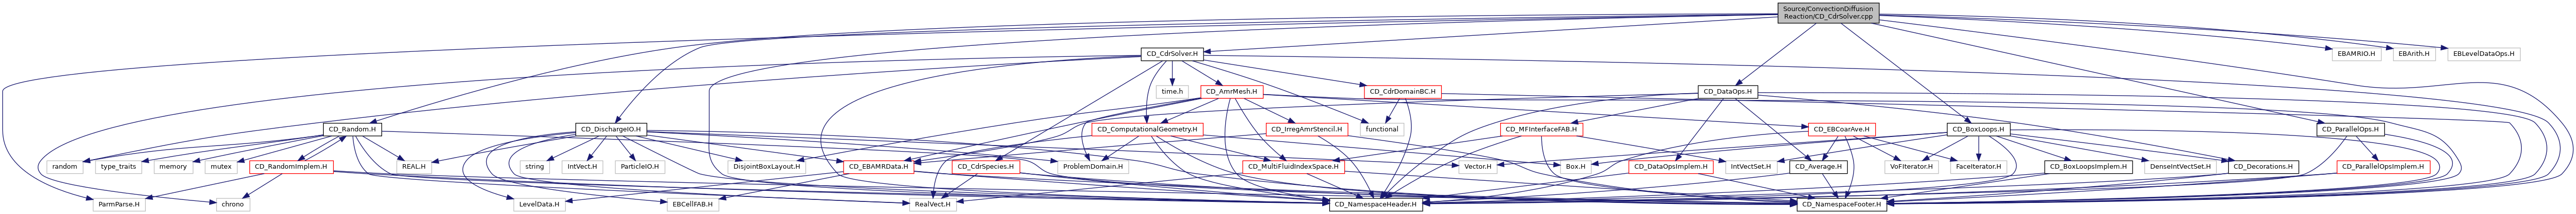 Source/ConvectionDiffusion
Reaction/CD_CdrSolver.cpp
CD_CdrSolver.H
EBAMRIO.H
EBArith.H
EBLevelDataOps.H
time.h
CD_AmrMesh.H
CD_CdrDomainBC.H
CD_DataOps.H
CD_Random.H
CD_DischargeIO.H
CD_ComputationalGeometry.H
CD_IrregAmrStencil.H
functional
CD_MFInterfaceFAB.H
CD_EBCoarAve.H
CD_BoxLoops.H
CD_ParallelOps.H
random
type_traits
memory
mutex
CD_RandomImplem.H
REAL.H
string
IntVect.H
ParticleIO.H
DisjointBoxLayout.H
CD_EBAMRData.H
CD_CdrSpecies.H
ProblemDomain.H
CD_MultiFluidIndexSpace.H
Vector.H
Box.H
CD_DataOpsImplem.H
IntVectSet.H
CD_Average.H
VoFIterator.H
FaceIterator.H
CD_BoxLoopsImplem.H
DenseIntVectSet.H
CD_Decorations.H
CD_ParallelOpsImplem.H
ParmParse.H
chrono
LevelData.H
EBCellFAB.H
RealVect.H
CD_NamespaceHeader.H
CD_NamespaceFooter.H